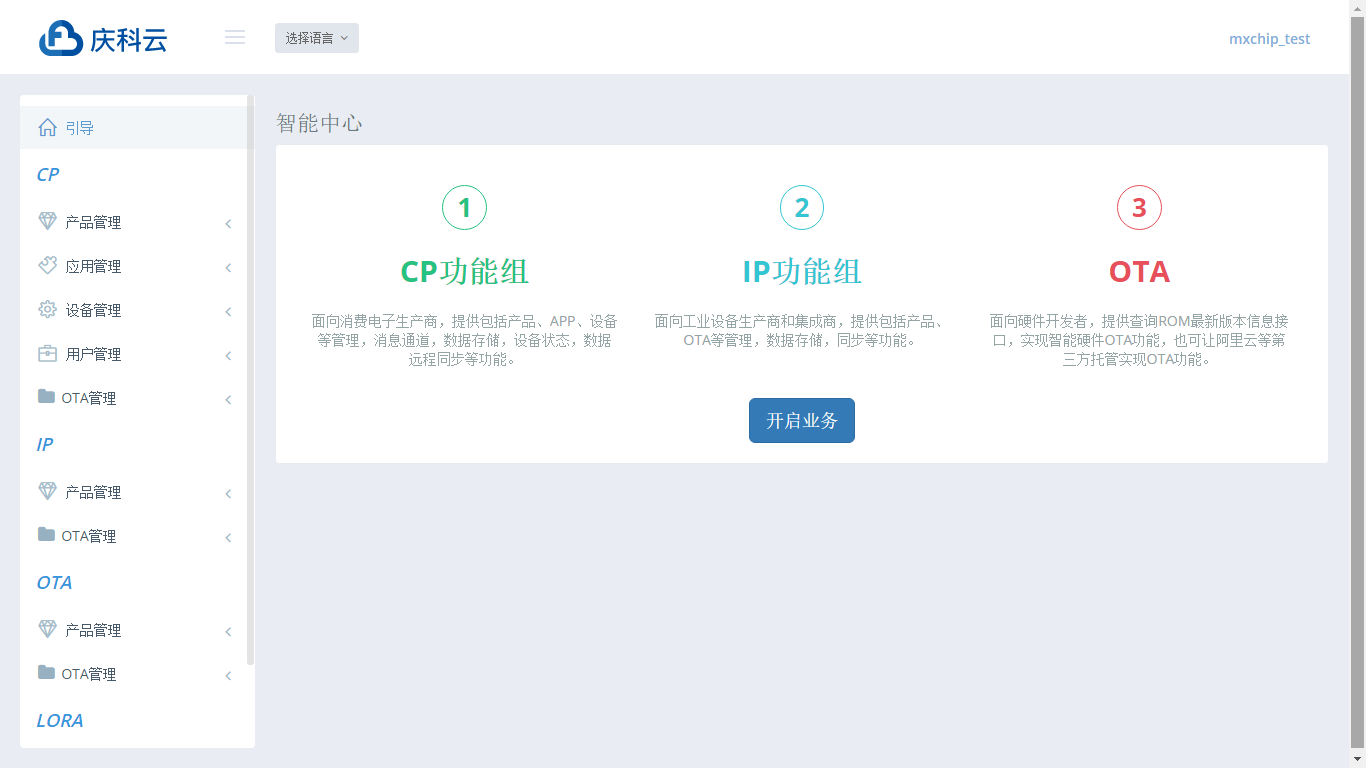 庆科云
选择语言
mxchip_test
引导
CP
产品管理
应用管理
设备管理
用户管理
OTA管理
IP
产品管理
OTA管理
OTA
产品管理
OTA管理
LORA
智能中心
1
CP功能组
面向消费电子生产商，提供包括产品、APP、设备
等管理，消息通道，数据存储，设备状态，数据
远程同步等功能。
2
IP功能组
面向工业设备生产商和集成商，提供包括产品、
OTA等管理，数据存储，同步等功能。
3
OTA
面向硬件开发者，提供查询ROM最新版本信息接
口，实现智能硬件OTA功能，也可让阿里云等第
三方托管实现OTA功能。
开启业务